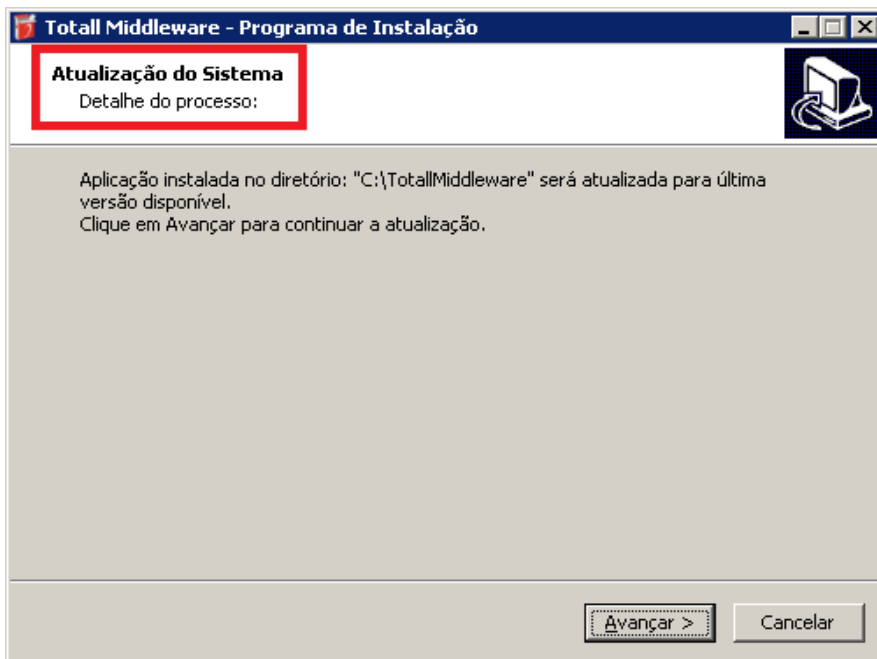 Totall Middleware - Programa de Instalação
Atualização do Sistema
Detalhe do processo:
Aplicação instalada no diretório: "C:\TotallMiddleware" será atualizada para última
versão disponível.
Clique em Avançar para continuar a atualização.
Avançar >
Cancelar